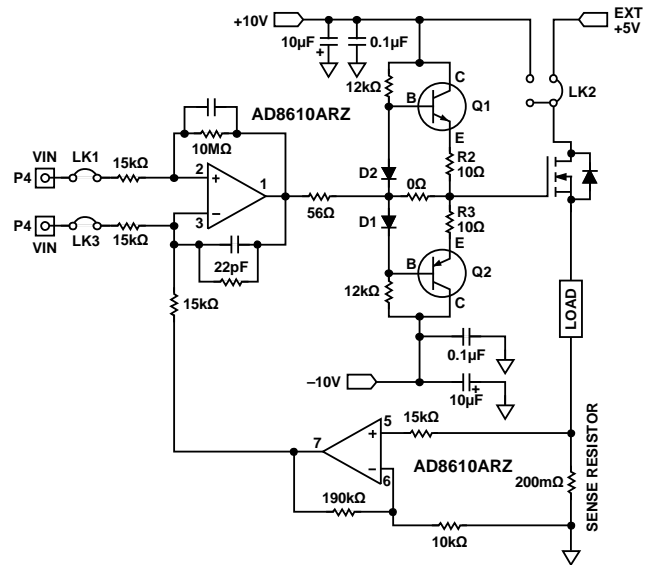 +10V
EXT
+5V
10µF
+
0.1µF
12kΩ
C
B
Q1
LK2
AD8610ARZ
E
10MΩ
D2
R2
10Ω
VIN
LK1
15kΩ
P4
2
+
1
0Ω
P4
15kΩ
–
3
56Ω
D1
R3
10Ω
VIN
LK3
E
B
Q2
22pF
12kΩ
C
15kΩ
LOAD
0.1µF
–10V
10µF
+
15kΩ
5
+
7
–
6
AD8610ARZ
200mΩ
SENSE RESISTOR
190kΩ
10kΩ